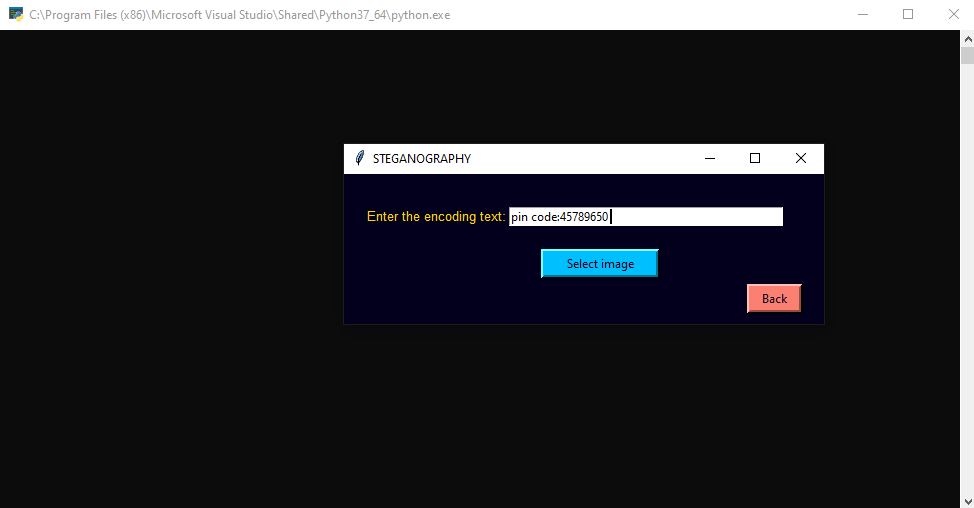 C:\Program Files (x86)\Microsoft Visual Studio\Shared\Python37_64\python.exe
STEGANOGRAPHY
Enter the encoding text: pin code:45789650
Select image
Back